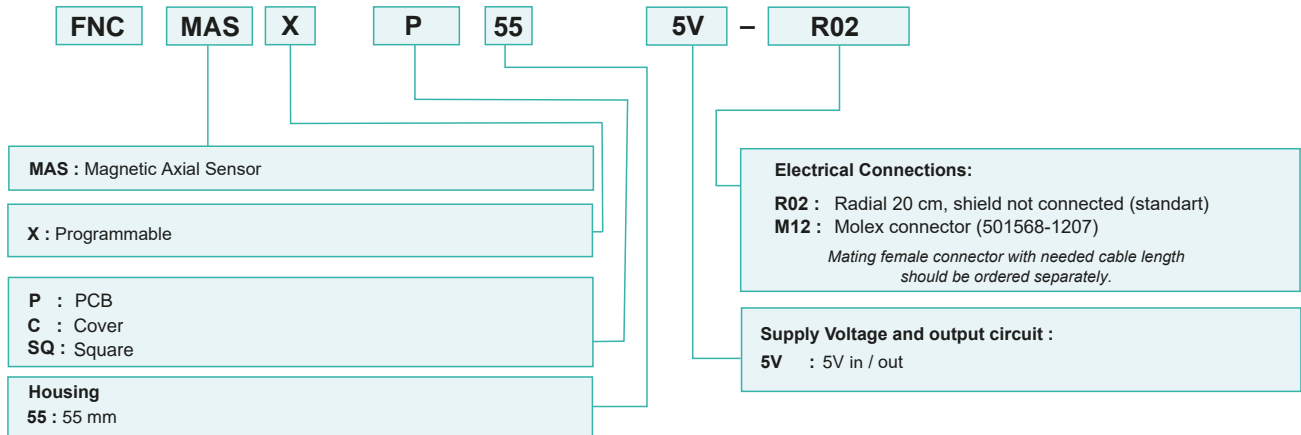 FNC MAS X P 55 5V – R02
MAS : Magnetic Axial Sensor
X : Programmable
P : PCB
C : Cover
SQ : Square
Housing
55 : 55 mm
Electrical Connections:
R02 : Radial 20 cm, shield not connected (standart)
M12 : Molex connector (501568-1207)
Mating female connector with needed cable length
should be ordered separately.
Supply Voltage and output circuit :
5V : 5V in / out